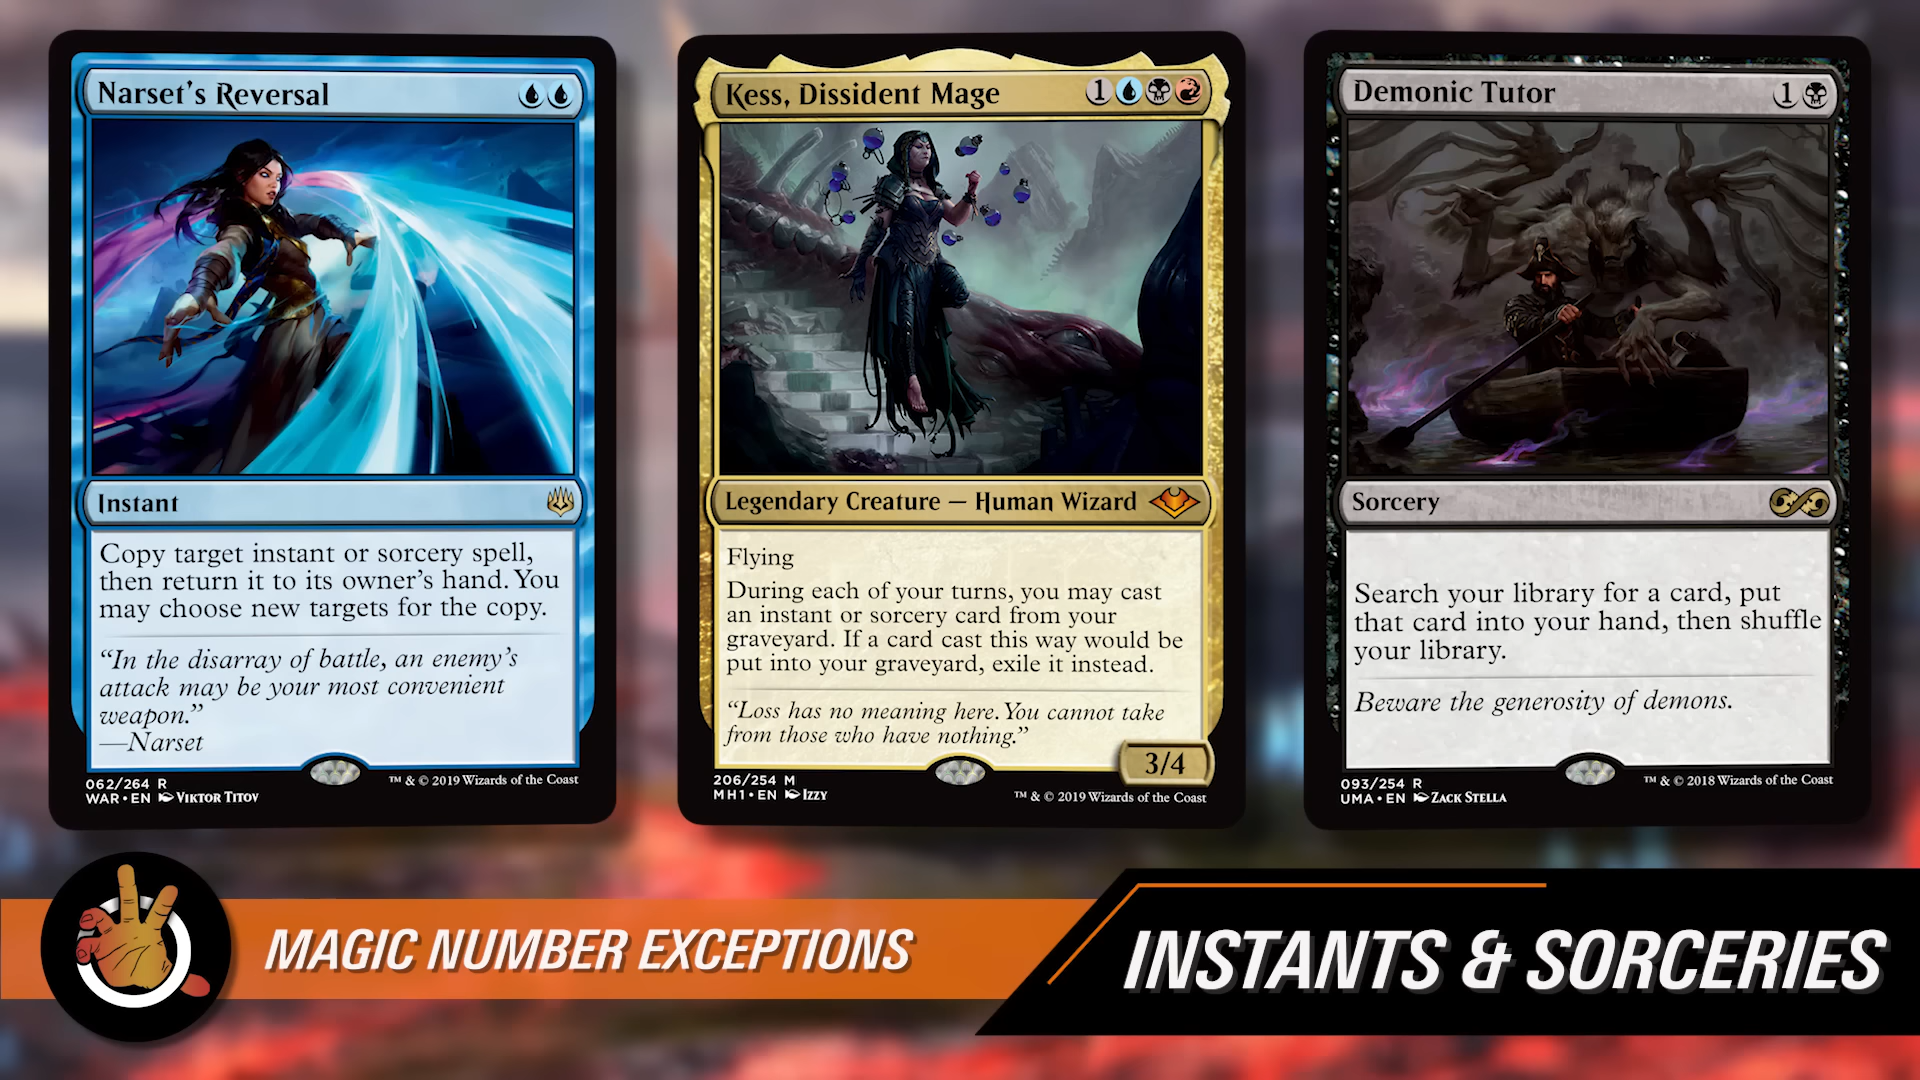 Narset's Reversal
Instant
Copy target instant or sorcery spell,
then return it to its owner's hand. You
may choose new targets for the copy.
“In the disarray of battle, an enemy's
attack may be your most convenient
weapon.”
—Narset
062/264 R
WAR • EN VIKTOR TITOV
™ & © 2019 Wizards of the Coast
Kess, Dissident Mage
1
Legendary Creature — Human Wizard
Flying
During each of your turns, you may cast
an instant or sorcery card from your
graveyard. If a card cast this way would be
put into your graveyard, exile it instead.
“Loss has no meaning here. You cannot take
from those who have nothing.”
3/4
206/254 M
MH1 • EN IZZY
™ & © 2019 Wizards of the Coast
Demonic Tutor
1
Sorcery
Search your library for a card, put
that card into your hand, then shuffle
your library.
Beware the generosity of demons.
093/254 R
UMA • EN ZACK STELLA
™ & © 2018 Wizards of the Coast
MAGIC NUMBER EXCEPTIONS
INSTANTS & SORCERIES